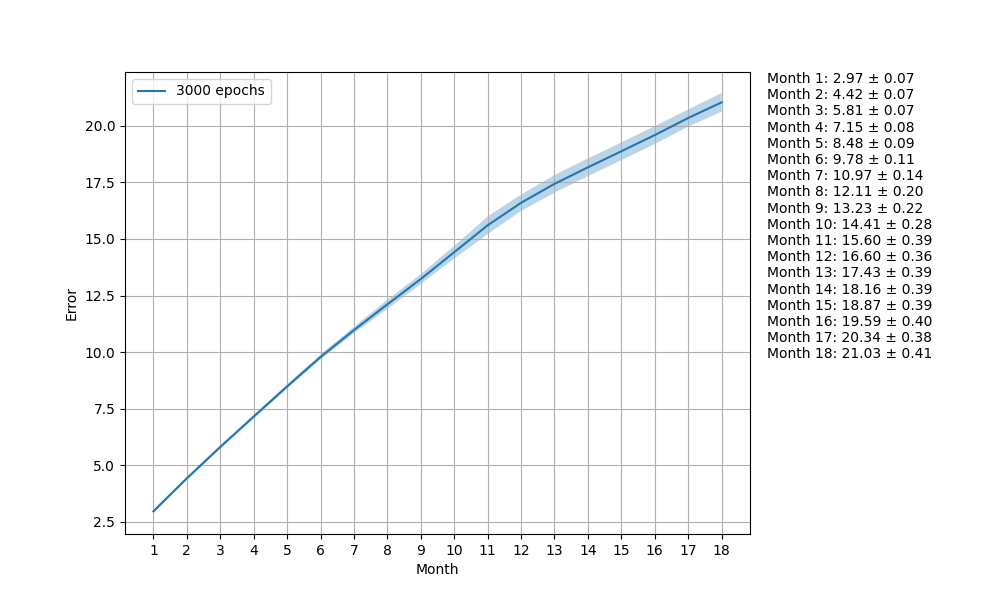 3000 epochs
Month 1: 2.97 ± 0.07
Month 2: 4.42 ± 0.07
Month 3: 5.81 ± 0.07
Month 4: 7.15 ± 0.08
Month 5: 8.48 ± 0.09
Month 6: 9.78 ± 0.11
Month 7: 10.97 ± 0.14
Month 8: 12.11 ± 0.20
Month 9: 13.23 ± 0.22
Month 10: 14.41 ± 0.28
Month 11: 15.60 ± 0.39
Month 12: 16.60 ± 0.36
Month 13: 17.43 ± 0.39
Month 14: 18.16 ± 0.39
Month 15: 18.87 ± 0.39
Month 16: 19.59 ± 0.40
Month 17: 20.34 ± 0.38
Month 18: 21.03 ± 0.41
Error
20.0
17.5
15.0
12.5
10.0
7.5
5.0
2.5
1 2 3 4 5 6 7 8 9 10 11 12 13 14 15 16 17 18
Month